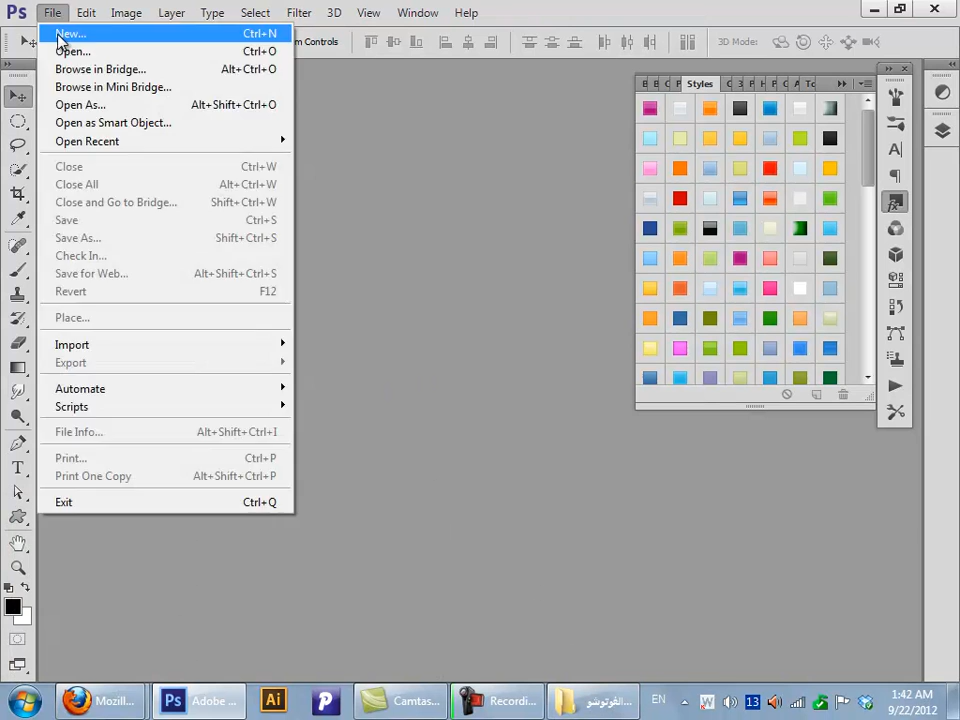 Ps File Edit Image Layer Type Select Filter 3D View Window Help
New... Ctrl+N
m Controls 3D Mode:
Open... Ctrl+O
Browse in Bridge... Alt+Ctrl+O
Styles
Browse in Mini Bridge...
Open As... Alt+Shift+Ctrl+O
Open as Smart Object...
Open Recent
Close Ctrl+W
Close All Alt+Ctrl+W
Close and Go to Bridge... Shift+Ctrl+W
Save Ctrl+S
Save As... Shift+Ctrl+S
Check In...
Save for Web... Alt+Shift+Ctrl+S
Revert F12
Place...
Import
Export
Automate
Scripts
File Info... Alt+Shift+Ctrl+I
Print... Ctrl+P
Print One Copy Alt+Shift+Ctrl+P
Exit Ctrl+Q
Mozill... Ps Adobe ... Ai Camtas... Recordi... الفوتوشو... EN 13 1:42 AM
9/22/2012